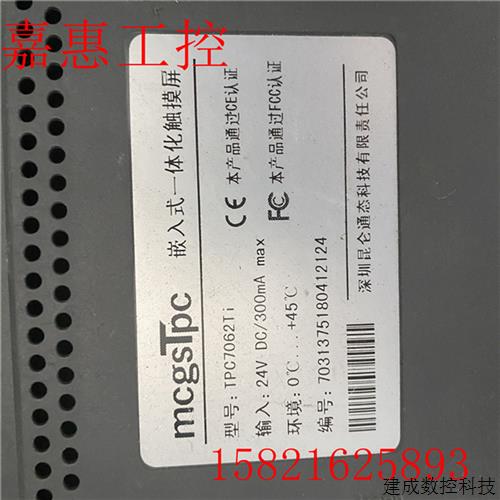 嘉惠工控
mcgsTpc 嵌入式一体化触摸屏
型号: TPC7062Ti
输入: 24V DC/300mA max
环境: 0℃...+45℃
编号: 7031375180412124
CE 本产品通过CE认证
FC 本产品通过FCC认证
深圳昆仑通态科技有限责任公司
15821625893
建成数控科技